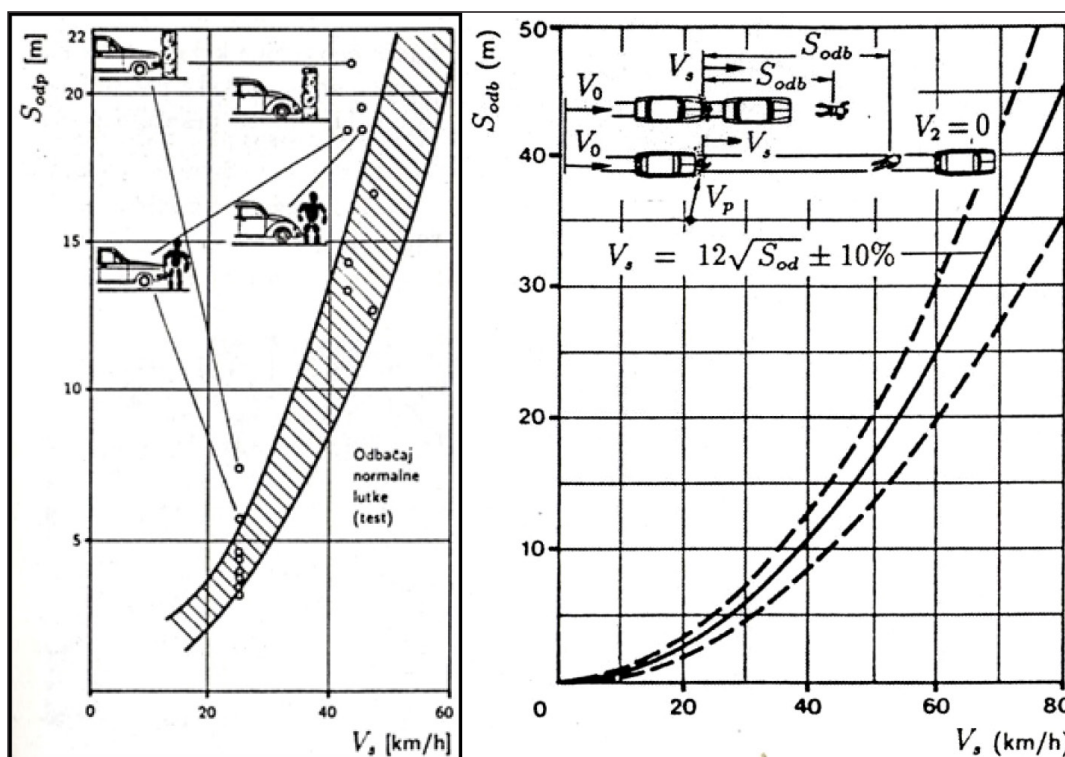 S_odp [m]
22
20
15
10
5
0
0 20 40 60
V_s [km/h]
Odbačaj
normalne
lutke
(test)
S_odb (m)
50
40
30
20
10
0
0 20 40 60 80
V_s (km/h)
S_odb
V_s
S_odb
V_0
V_0
V_s
V_2 = 0
V_p
V_s = 12√S_od ± 10%